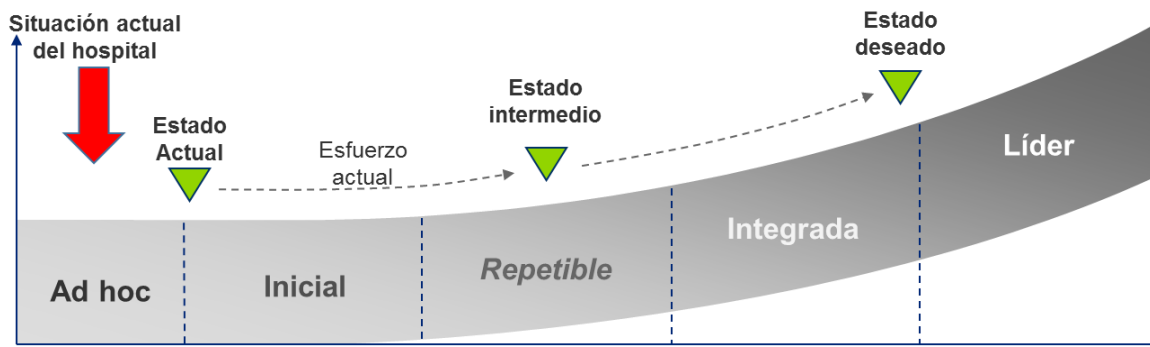 Situación actual
del hospital
Estado
Actual
Esfuerzo
actual
Estado
intermedio
Estado
deseado
Ad hoc
Inicial
Repetible
Integrada
Líder